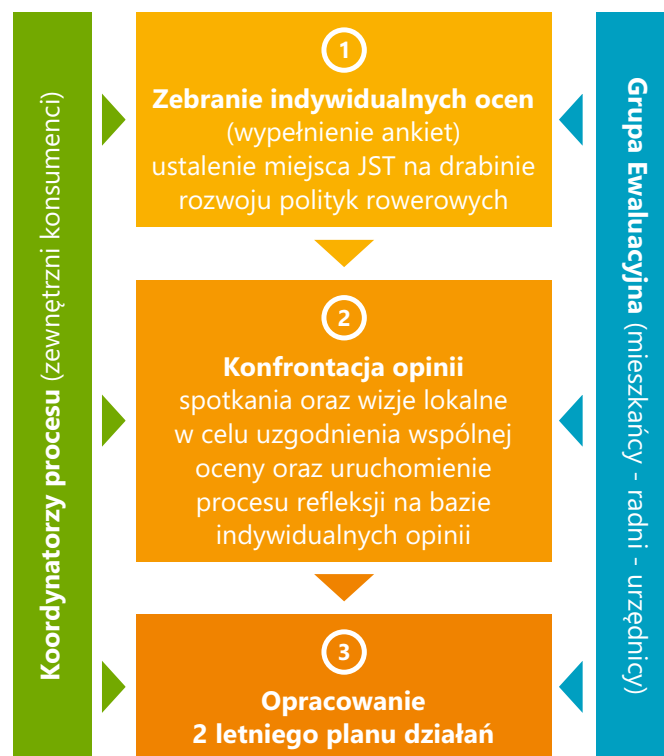 Koordynatorzy procesu (zewnętrzni konsumenci)
1
Zebranie indywidualnych ocen
(wypełnienie ankiet)
ustalenie miejsca JST na drabinie
rozwoju polityk rowerowych
2
Konfrontacja opinii
spotkania oraz wizje lokalne
w celu uzgodnienia wspólnej
oceny oraz uruchomienie
procesu refleksji na bazie
indywidualnych opinii
3
Opracowanie
2 letniego planu działań
Grupa Ewaluacyjna (mieszkańcy - radni - urzędnicy)